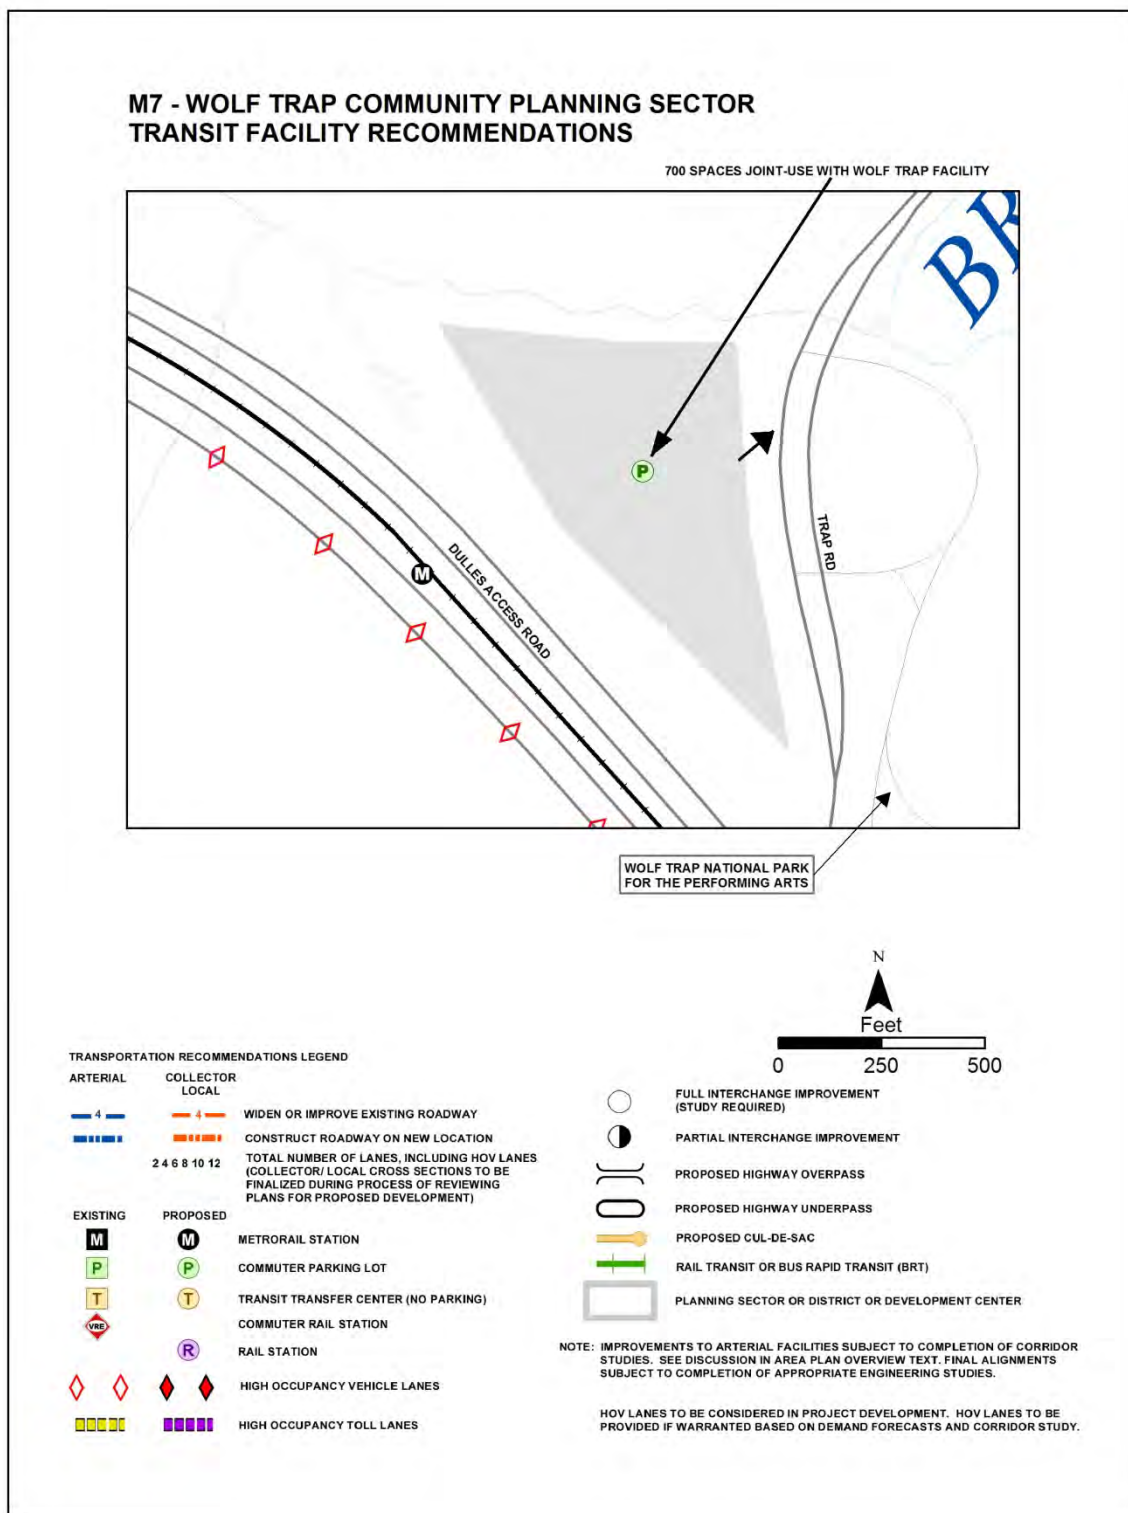 M7 - WOLF TRAP COMMUNITY PLANNING SECTOR
TRANSIT FACILITY RECOMMENDATIONS
700 SPACES JOINT-USE WITH WOLF TRAP FACILITY
BR
P
TRAP RD
DULLES ACCESS ROAD
M
WOLF TRAP NATIONAL PARK
FOR THE PERFORMING ARTS
N
Feet
0 250 500
TRANSPORTATION RECOMMENDATIONS LEGEND
ARTERIAL COLLECTOR
LOCAL
4 4 WIDEN OR IMPROVE EXISTING ROADWAY
CONSTRUCT ROADWAY ON NEW LOCATION
2 4 6 8 10 12 TOTAL NUMBER OF LANES, INCLUDING HOV LANES
(COLLECTOR/ LOCAL CROSS SECTIONS TO BE
FINALIZED DURING PROCESS OF REVIEWING
PLANS FOR PROPOSED DEVELOPMENT)
EXISTING PROPOSED
M M METRORAIL STATION
P P COMMUTER PARKING LOT
T T TRANSIT TRANSFER CENTER (NO PARKING)
VRE COMMUTER RAIL STATION
R RAIL STATION
HIGH OCCUPANCY VEHICLE LANES
HIGH OCCUPANCY TOLL LANES
FULL INTERCHANGE IMPROVEMENT
(STUDY REQUIRED)
PARTIAL INTERCHANGE IMPROVEMENT
PROPOSED HIGHWAY OVERPASS
PROPOSED HIGHWAY UNDERPASS
PROPOSED CUL-DE-SAC
RAIL TRANSIT OR BUS RAPID TRANSIT (BRT)
PLANNING SECTOR OR DISTRICT OR DEVELOPMENT CENTER
NOTE: IMPROVEMENTS TO ARTERIAL FACILITIES SUBJECT TO COMPLETION OF CORRIDOR
STUDIES. SEE DISCUSSION IN AREA PLAN OVERVIEW TEXT. FINAL ALIGNMENTS
SUBJECT TO COMPLETION OF APPROPRIATE ENGINEERING STUDIES.
HOV LANES TO BE CONSIDERED IN PROJECT DEVELOPMENT. HOV LANES TO BE
PROVIDED IF WARRANTED BASED ON DEMAND FORECASTS AND CORRIDOR STUDY.